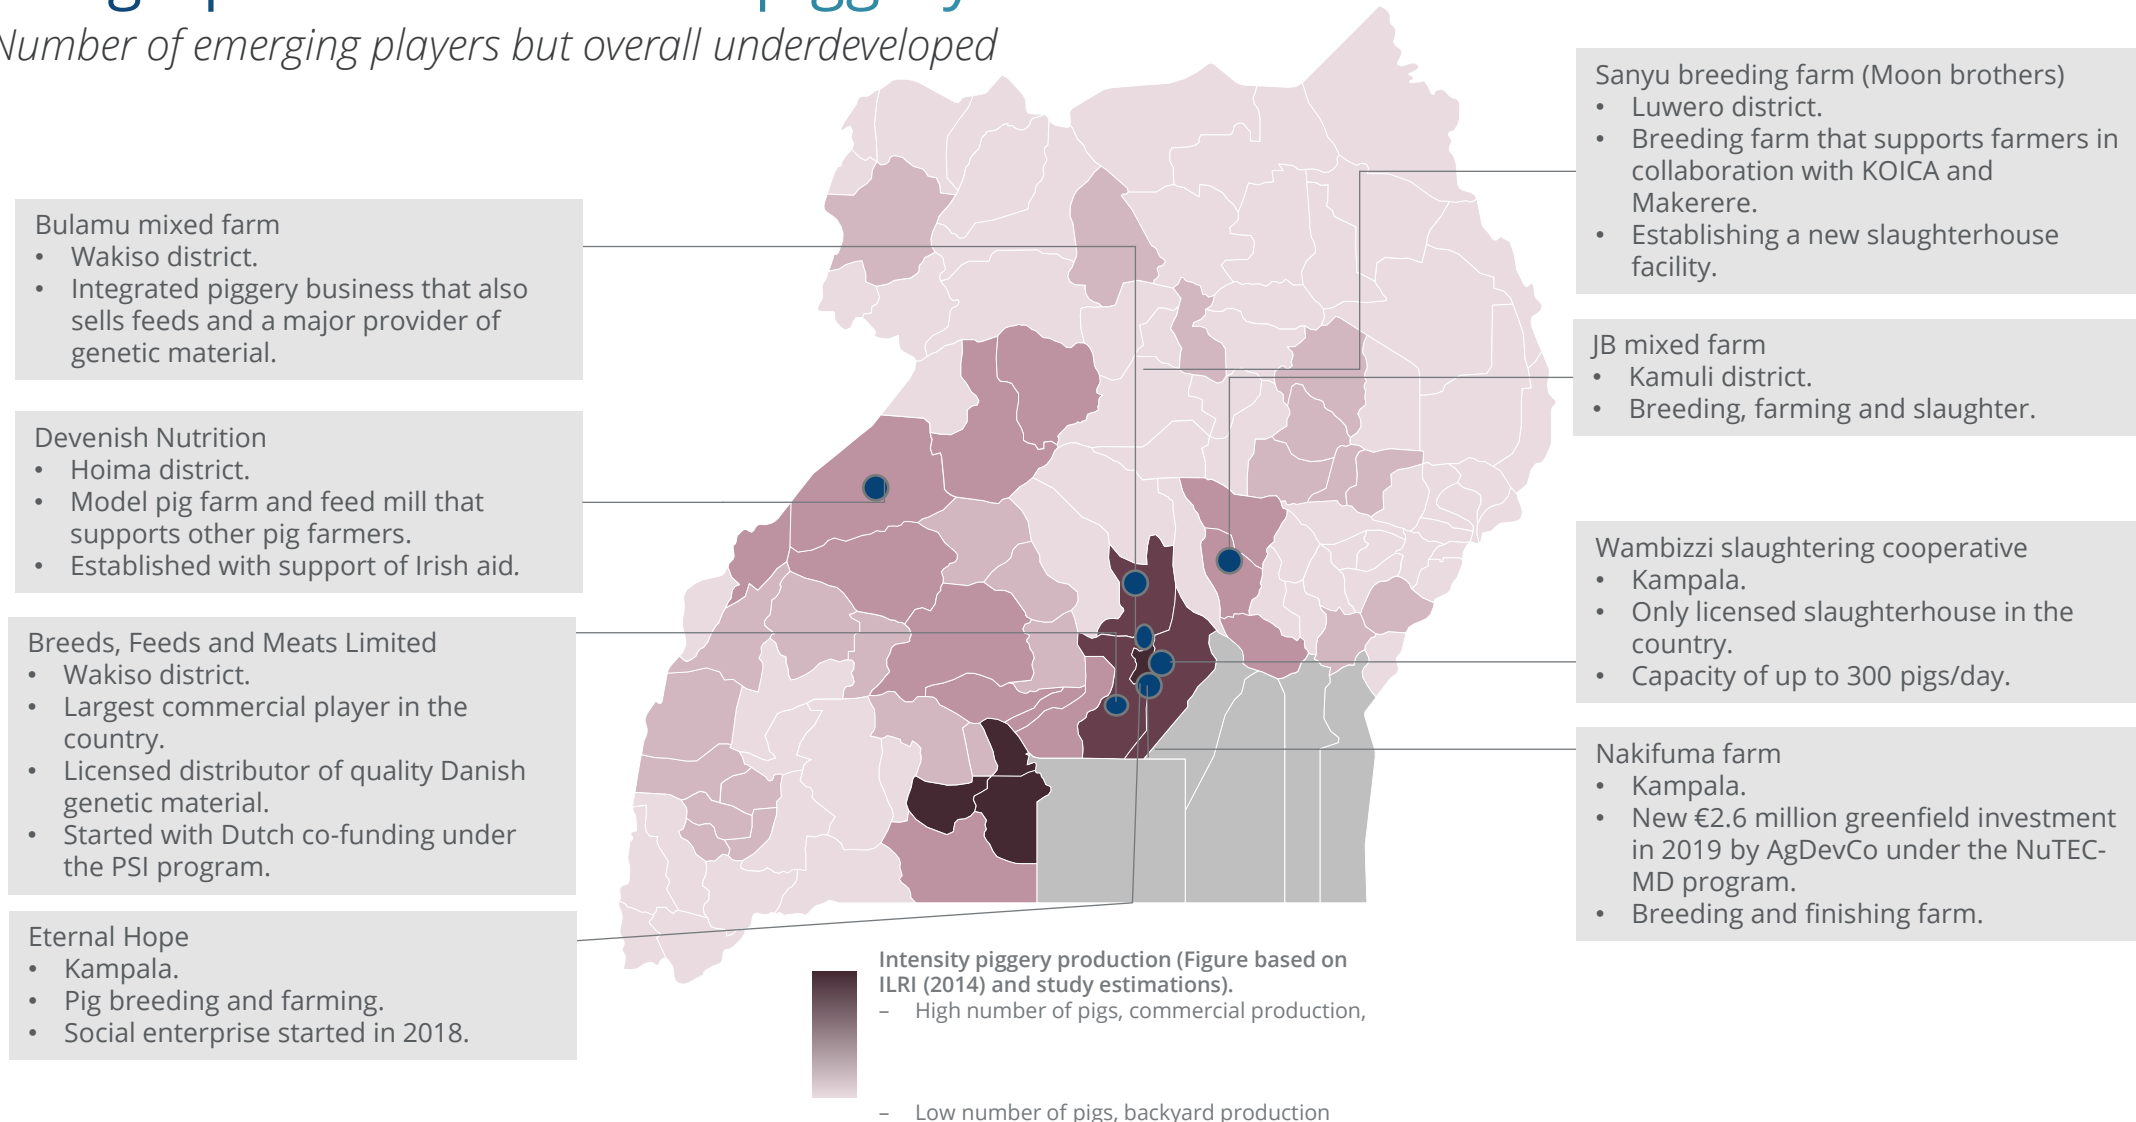 piggery
Number of emerging players but overall underdeveloped
Bulamu mixed farm
• Wakiso district.
• Integrated piggery business that also
sells feeds and a major provider of
genetic material.
Devenish Nutrition
• Hoima district.
• Model pig farm and feed mill that
supports other pig farmers.
• Established with support of Irish aid.
Breeds, Feeds and Meats Limited
• Wakiso district.
• Largest commercial player in the
country.
• Licensed distributor of quality Danish
genetic material.
• Started with Dutch co-funding under
the PSI program.
Eternal Hope
• Kampala.
• Pig breeding and farming.
• Social enterprise started in 2018.
Sanyu breeding farm (Moon brothers)
• Luwero district.
• Breeding farm that supports farmers in
collaboration with KOICA and
Makerere.
• Establishing a new slaughterhouse
facility.
JB mixed farm
• Kamuli district.
• Breeding, farming and slaughter.
Wambizzi slaughtering cooperative
• Kampala.
• Only licensed slaughterhouse in the
country.
• Capacity of up to 300 pigs/day.
Nakifuma farm
• Kampala.
• New €2.6 million greenfield investment
in 2019 by AgDevCo under the NuTEC-
MD program.
• Breeding and finishing farm.
Intensity piggery production (Figure based on
ILRI (2014) and study estimations).
– High number of pigs, commercial production,
– Low number of pigs, backyard production